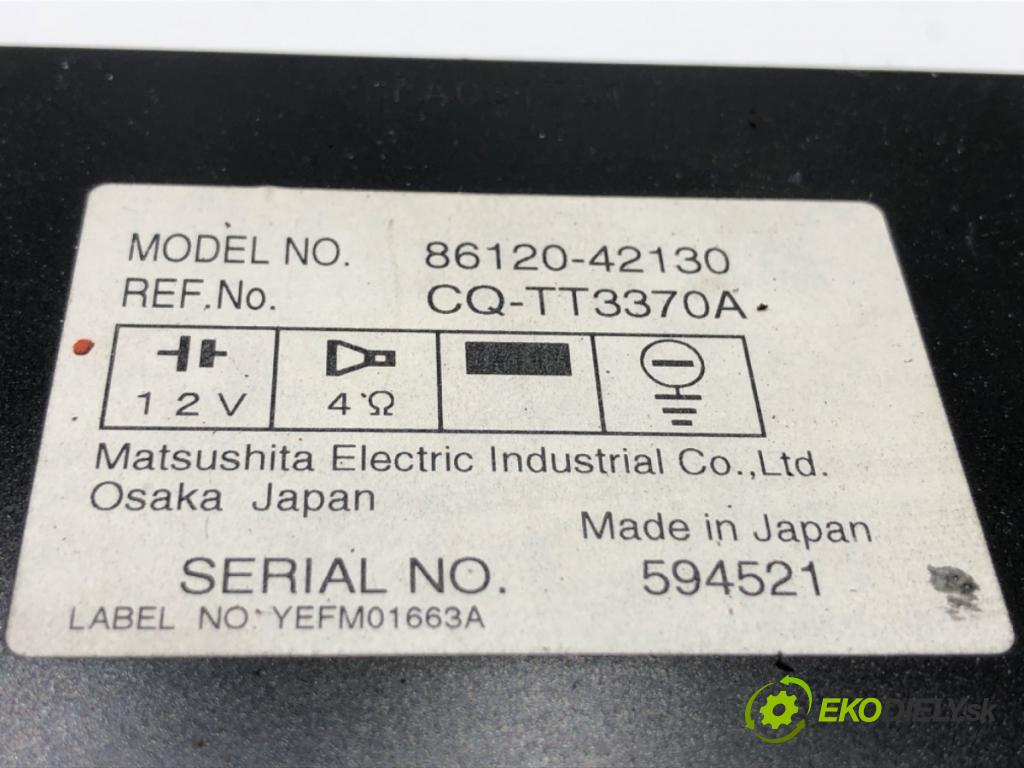 MODEL NO. 86120-42130
REF.No. CQ-TT3370A
12V 4Ω
Matsushita Electric Industrial Co.,Ltd.
Osaka Japan
Made in Japan
SERIAL NO. 594521
LABEL NO. YEFM01663A
EKODIELY.sk